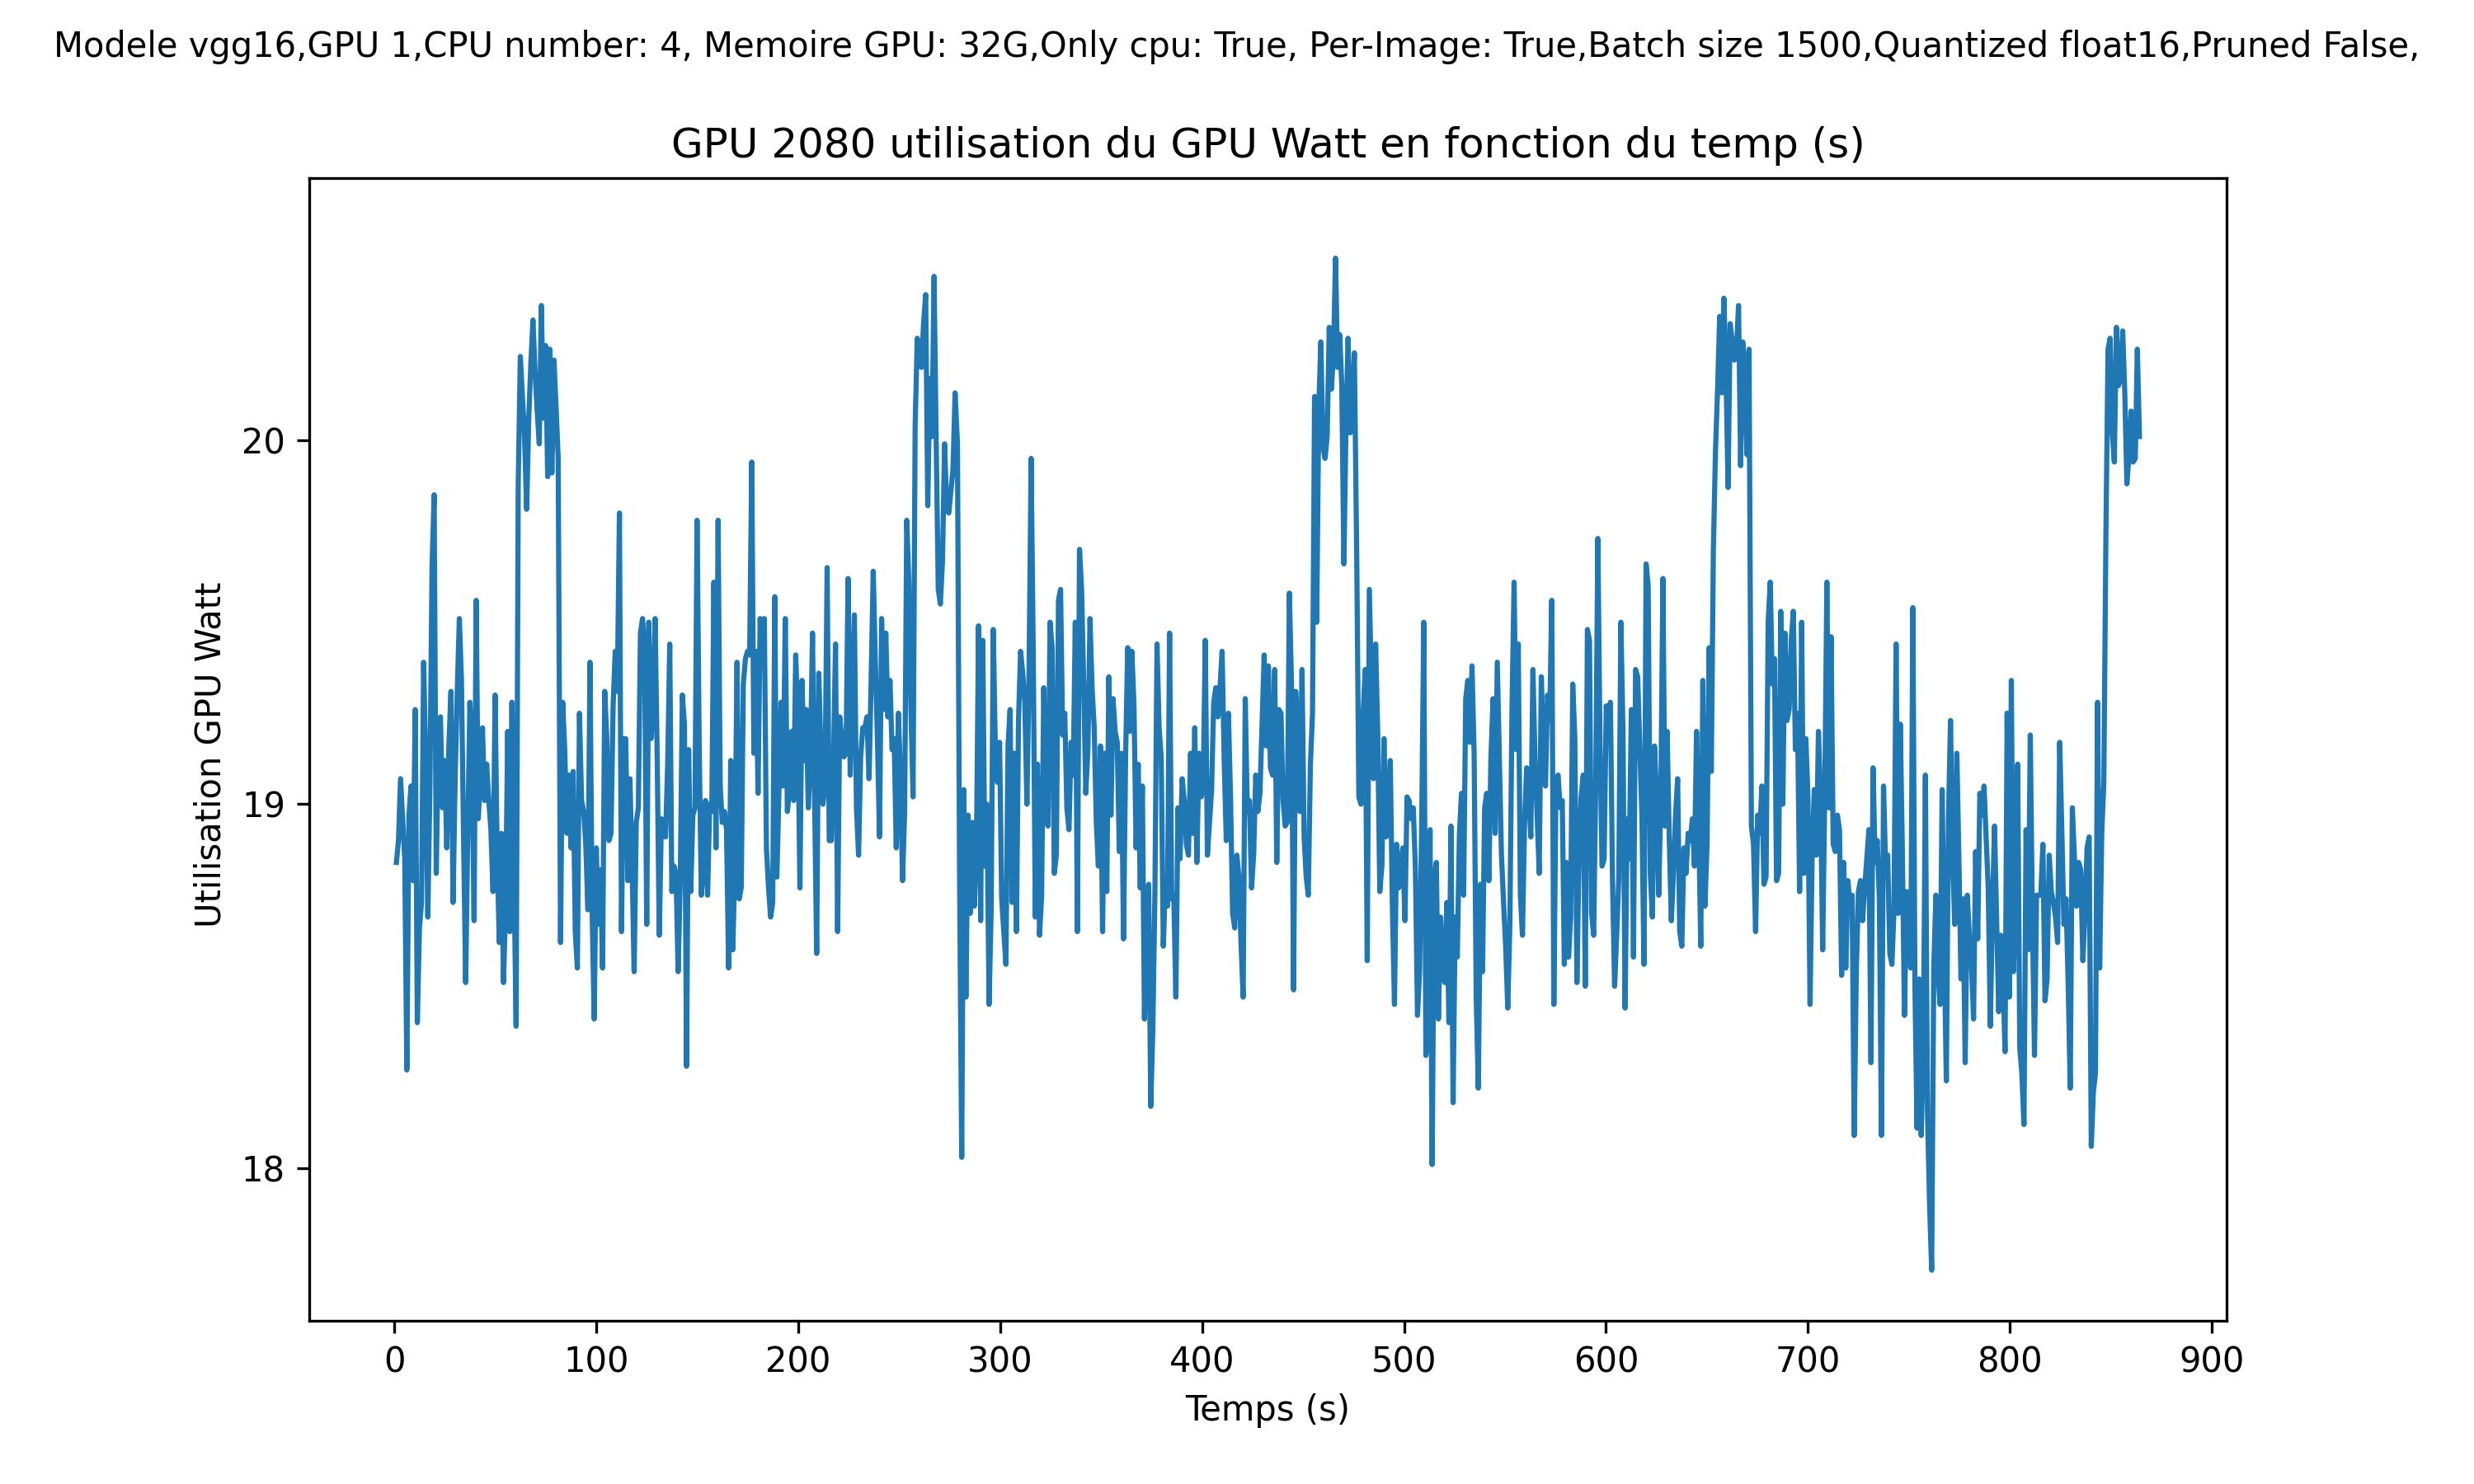 Modele vgg16,GPU 1,CPU number: 4, Memoire GPU: 32G,Only cpu: True, Per-Image: True,Batch size 1500,Quantized float16,Pruned False,
GPU 2080 utilisation du GPU Watt en fonction du temp (s)
Utilisation GPU Watt
20
19
18
0 100 200 300 400 500 600 700 800 900
Temps (s)